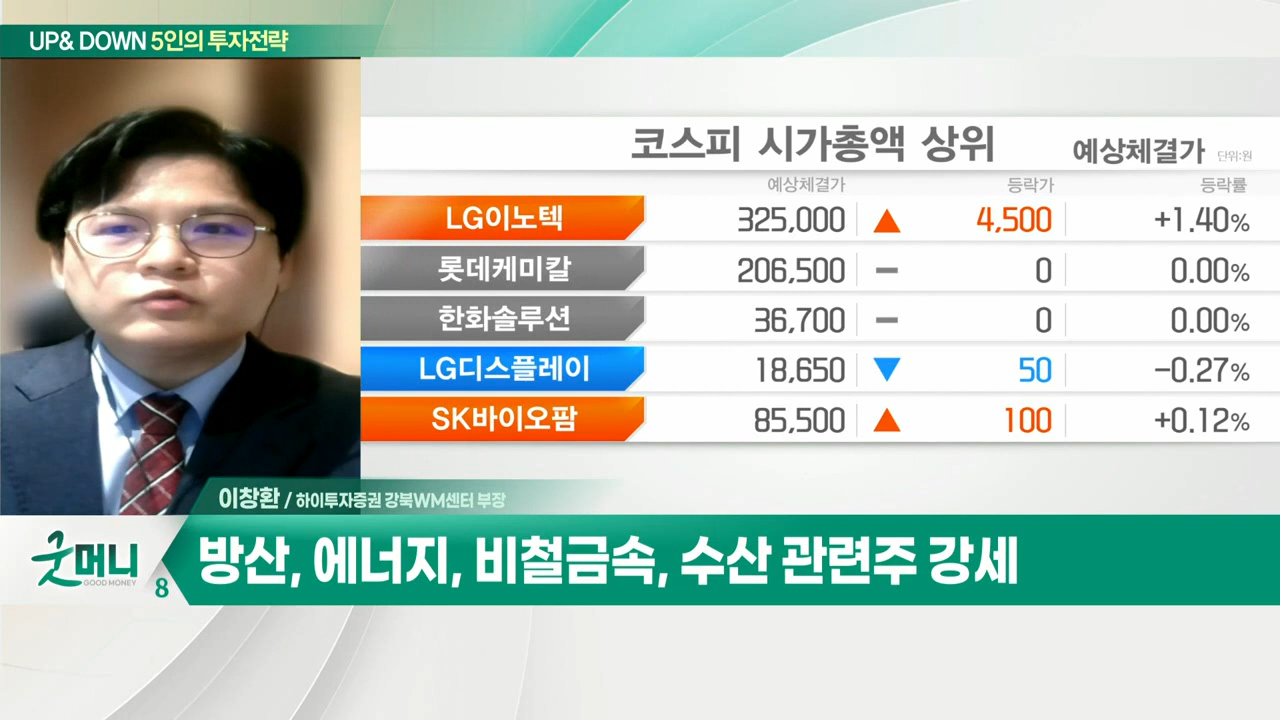 UP& DOWN 5인의 투자전략
코스피 시가총액 상위 예상체결가 단위:원
예상체결가 등락가 등락률
LG이노텍 325,000 ▲ 4,500 +1.40%
롯데케미칼 206,500 - 0 0.00%
한화솔루션 36,700 - 0 0.00%
LG디스플레이 18,650 ▼ 50 -0.27%
SK바이오팜 85,500 ▲ 100 +0.12%
이창환 / 하이투자증권 강북WM센터 부장
굿머니
GOOD MONEY
8
방산, 에너지, 비철금속, 수산 관련주 강세